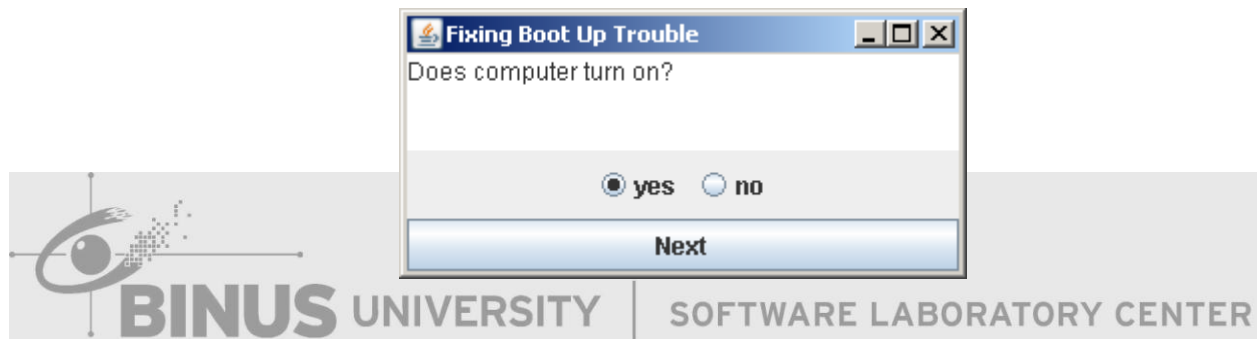 Fixing Boot Up Trouble
Does computer turn on?
yes no
Next
BINUS UNIVERSITY SOFTWARE LABORATORY CENTER